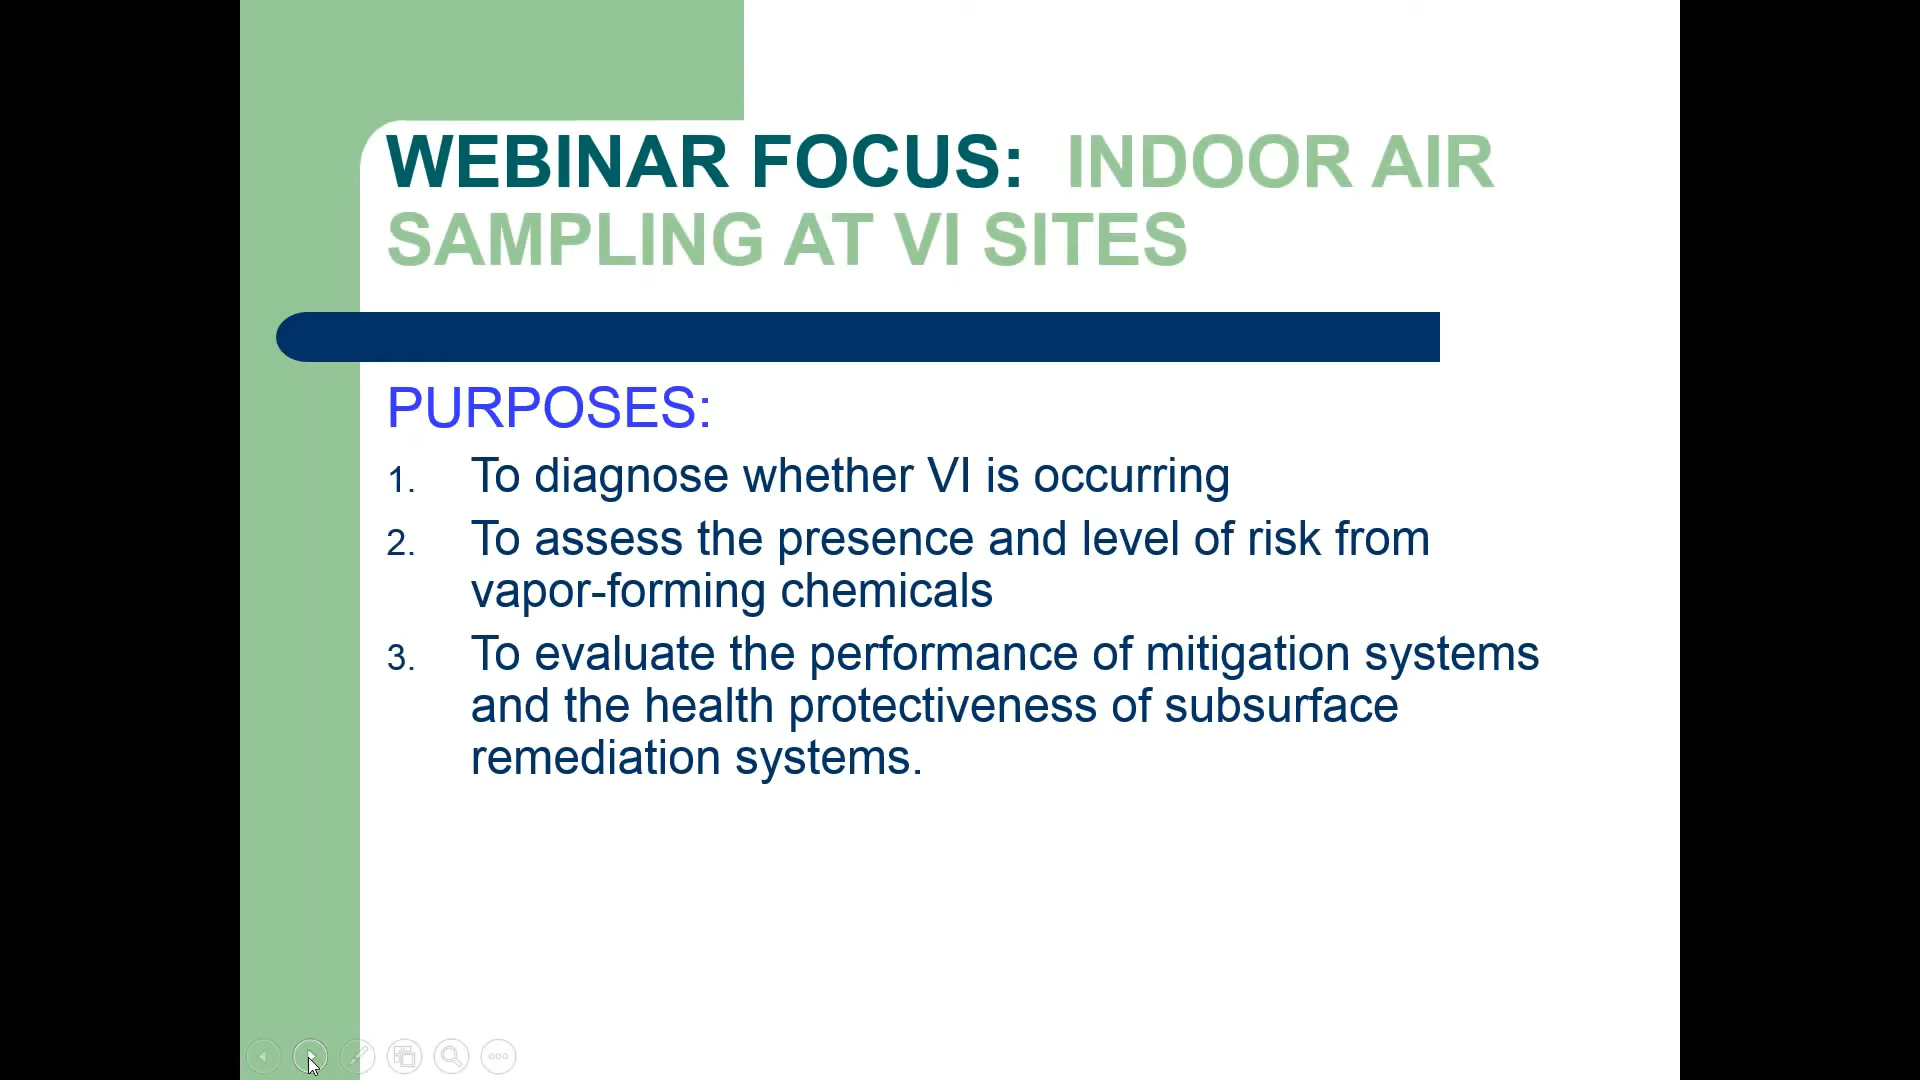 WEBINAR FOCUS: INDOOR AIR
SAMPLING AT VI SITES
PURPOSES:
1. To diagnose whether VI is occurring
2. To assess the presence and level of risk from
vapor-forming chemicals
3. To evaluate the performance of mitigation systems
and the health protectiveness of subsurface
remediation systems.